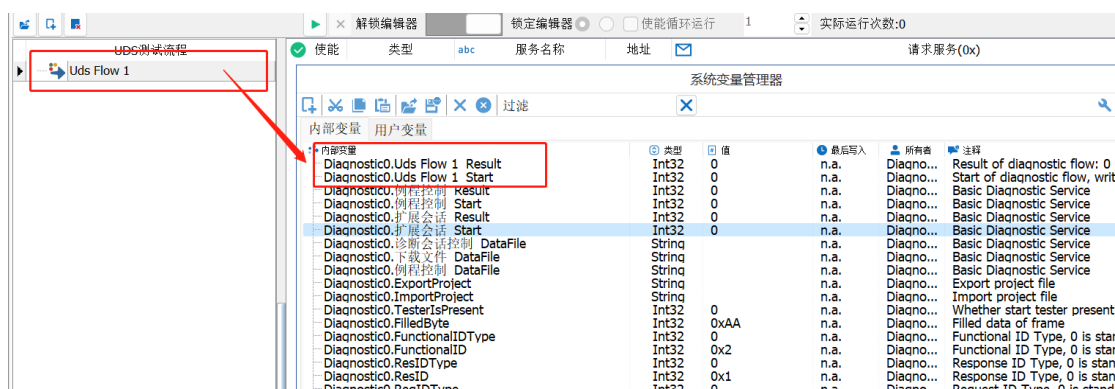 解锁编辑器 锁定编辑器 使能循环运行 1 实际运行次数:0
UDS测试流程 使能 类型 abc 服务名称 地址 请求服务(0x)
Uds Flow 1
系统变量管理器
过滤
内部变量 用户变量
内部变量 类型 值 最后写入 所有者 注释
Diagnostic0.Uds Flow 1_Result Int32 0 n.a. Diagno... Result of diagnostic flow: 0
Diagnostic0.Uds Flow 1_Start Int32 0 n.a. Diagno... Start of diagnostic flow, writ
Diagnostic0.例程控制_Result Int32 0 n.a. Diagno... Basic Diagnostic Service
Diagnostic0.例程控制_Start Int32 0 n.a. Diagno... Basic Diagnostic Service
Diagnostic0.扩展会话_Result Int32 0 n.a. Diagno... Basic Diagnostic Service
Diagnostic0.扩展会话_Start Int32 0 n.a. Diagno... Basic Diagnostic Service
Diagnostic0.诊断会话控制_DataFile String n.a. Diagno... Basic Diagnostic Service
Diagnostic0.下载文件_DataFile String n.a. Diagno... Basic Diagnostic Service
Diagnostic0.例程控制_DataFile String n.a. Diagno... Basic Diagnostic Service
Diagnostic0.ExportProject String n.a. Diagno... Export project file
Diagnostic0.ImportProject String n.a. Diagno... Import project file
Diagnostic0.TesterIsPresent Int32 0 n.a. Diagno... Whether start tester present
Diagnostic0.FilledByte Int32 0xAA n.a. Diagno... Filled data of frame
Diagnostic0.FunctionalIDType Int32 0 n.a. Diagno... Functional ID Type, 0 is star
Diagnostic0.FunctionalID Int32 0x2 n.a. Diagno... Functional ID Type, 0 is star
Diagnostic0.ResIDType Int32 0 n.a. Diagno... Response ID Type, 0 is stan
Diagnostic0.ResID Int32 0x1 n.a. Diagno... Response ID Type, 0 is stan
Diagnostic0.ReqIDType Int32 0 n.a. Diagno... Request ID Type, 0 is stand